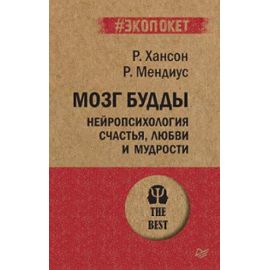 #ЭКОПОКЕТ
Р. Хансон
Р. Мендиус
МОЗГ БУДДЫ
НЕЙРОПСИХОЛОГИЯ
СЧАСТЬЯ, ЛЮБВИ
И МУДРОСТИ
THE
BEST